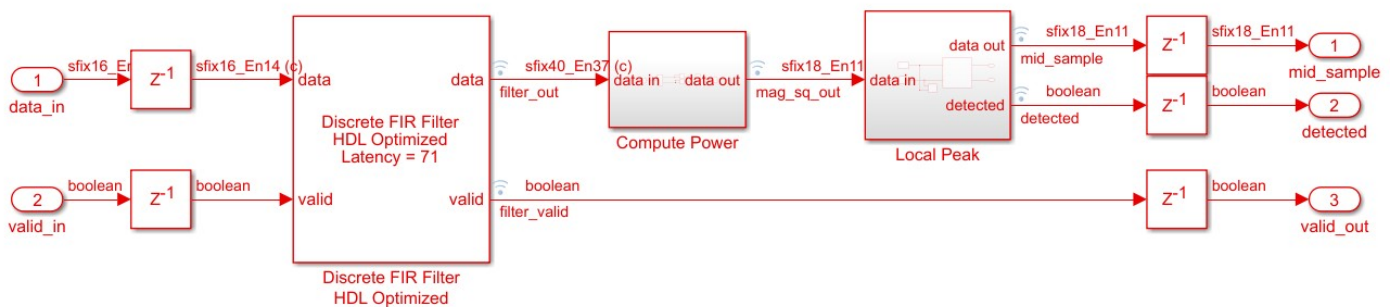 1
data_in
sfix16_En
Z-1
sfix16_En14 (c)
data
data
Discrete FIR Filter
HDL Optimized
Latency = 71
sfix40_En37 (c)
filter_out
data in
data out
Compute Power
sfix18_En11
mag_sq_out
data in
data out
detected
Local Peak
sfix18_En11
mid_sample
Z-1
sfix18_En11
1
mid_sample
boolean
detected
Z-1
boolean
2
detected
2
valid_in
boolean
Z-1
boolean
valid
valid
boolean
filter_valid
Z-1
boolean
3
valid_out
Discrete FIR Filter
HDL Optimized